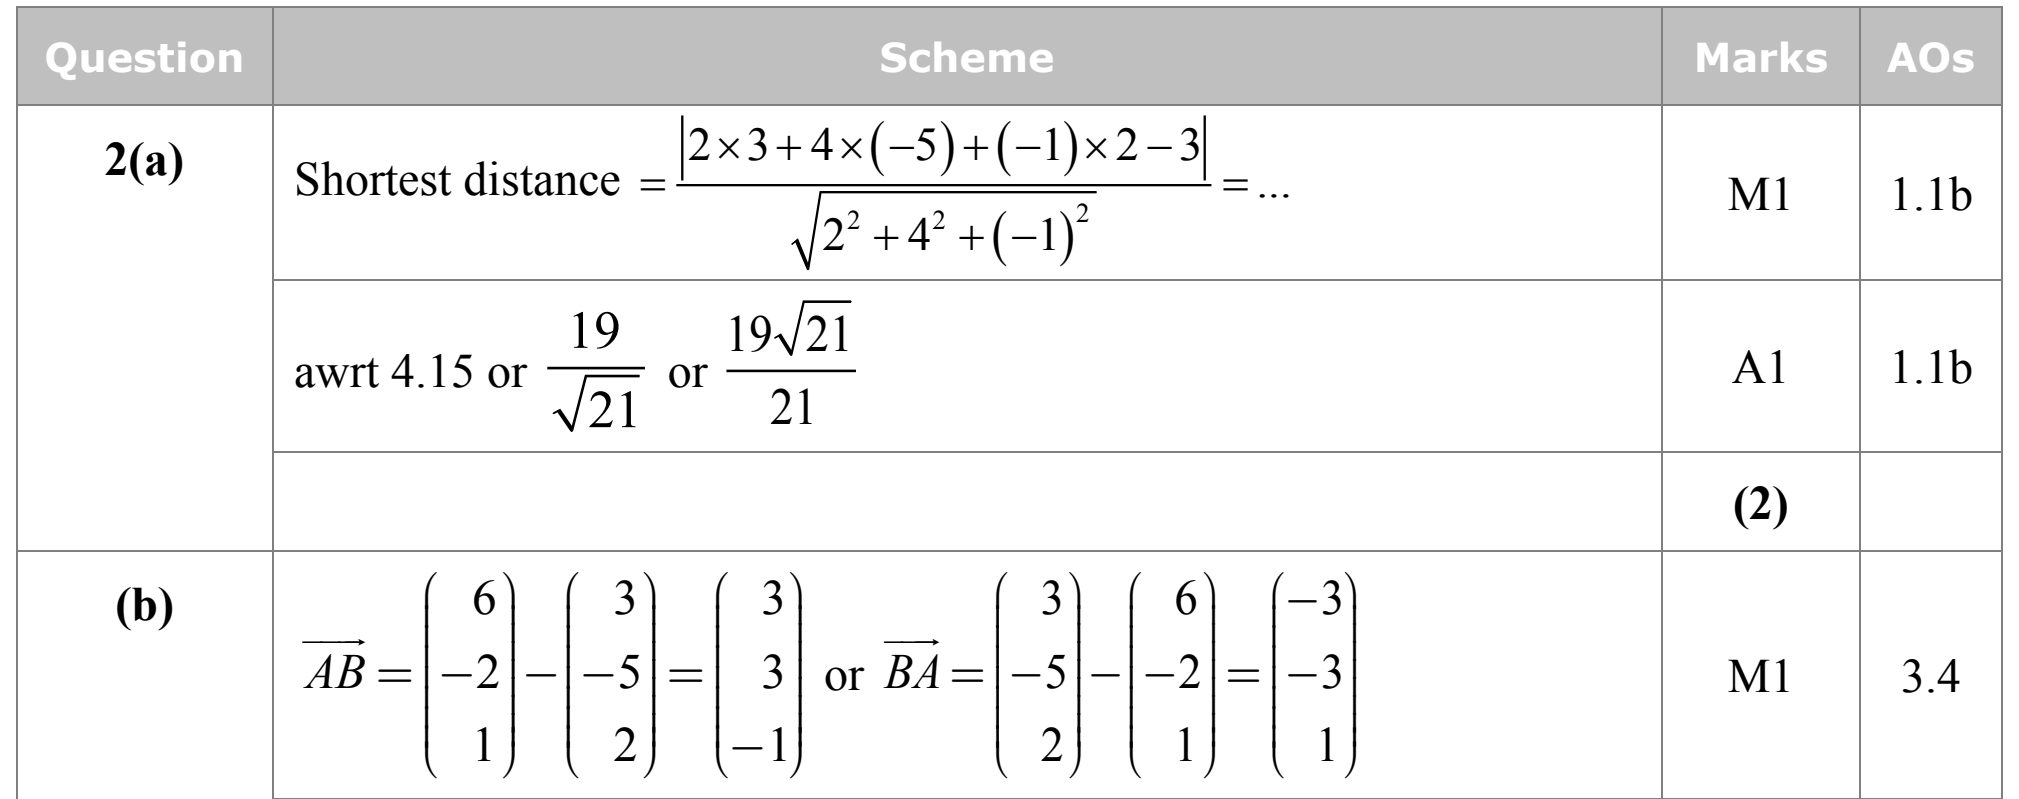 Question Scheme Marks AOs
2(a) Shortest distance = |2×3+4×(−5)+(−1)×2−3| / √(2²+4²+(−1)²) = ... M1 1.1b
awrt 4.15 or 19/√21 or 19√21/21 A1 1.1b
(2)
(b) AB⃗ = (6, −2, 1) − (3, −5, 2) = (3, 3, −1) or BA⃗ = (3, −5, 2) − (6, −2, 1) = (−3, −3, 1) M1 3.4